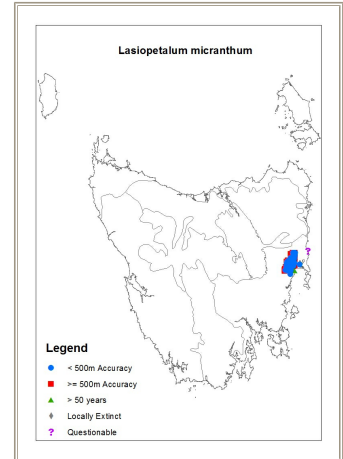 Lasiopetalum micranthum
?
Legend
< 500m Accuracy
>= 500m Accuracy
> 50 years
Locally Extinct
? Questionable